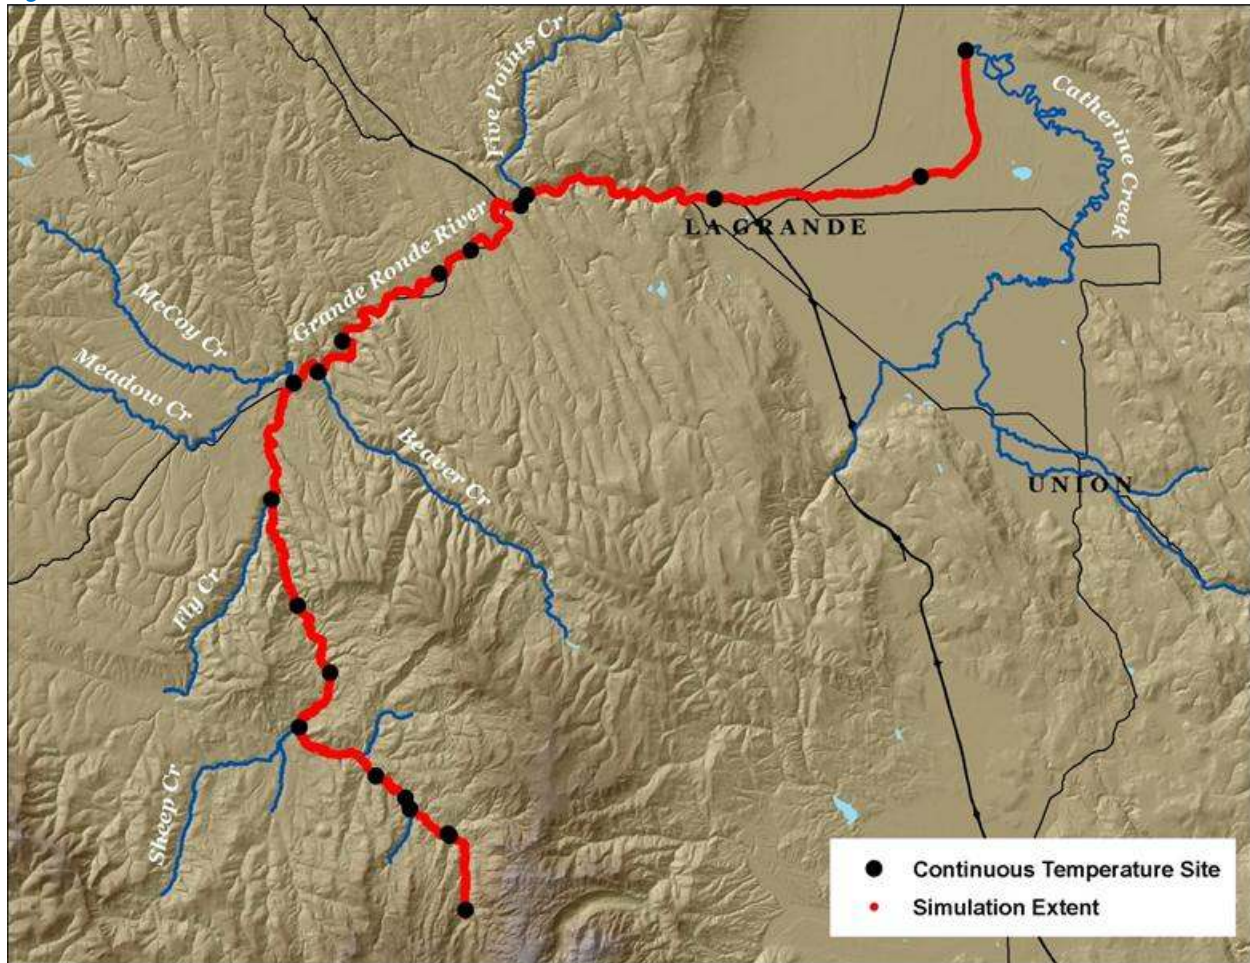 Five Points Cr
Catherine Creek
Grande Ronde River
LA GRANDE
McCoy Cr
Meadow Cr
Beaver Cr
UNION
Fly Cr
Sheep Cr
Continuous Temperature Site
Simulation Extent